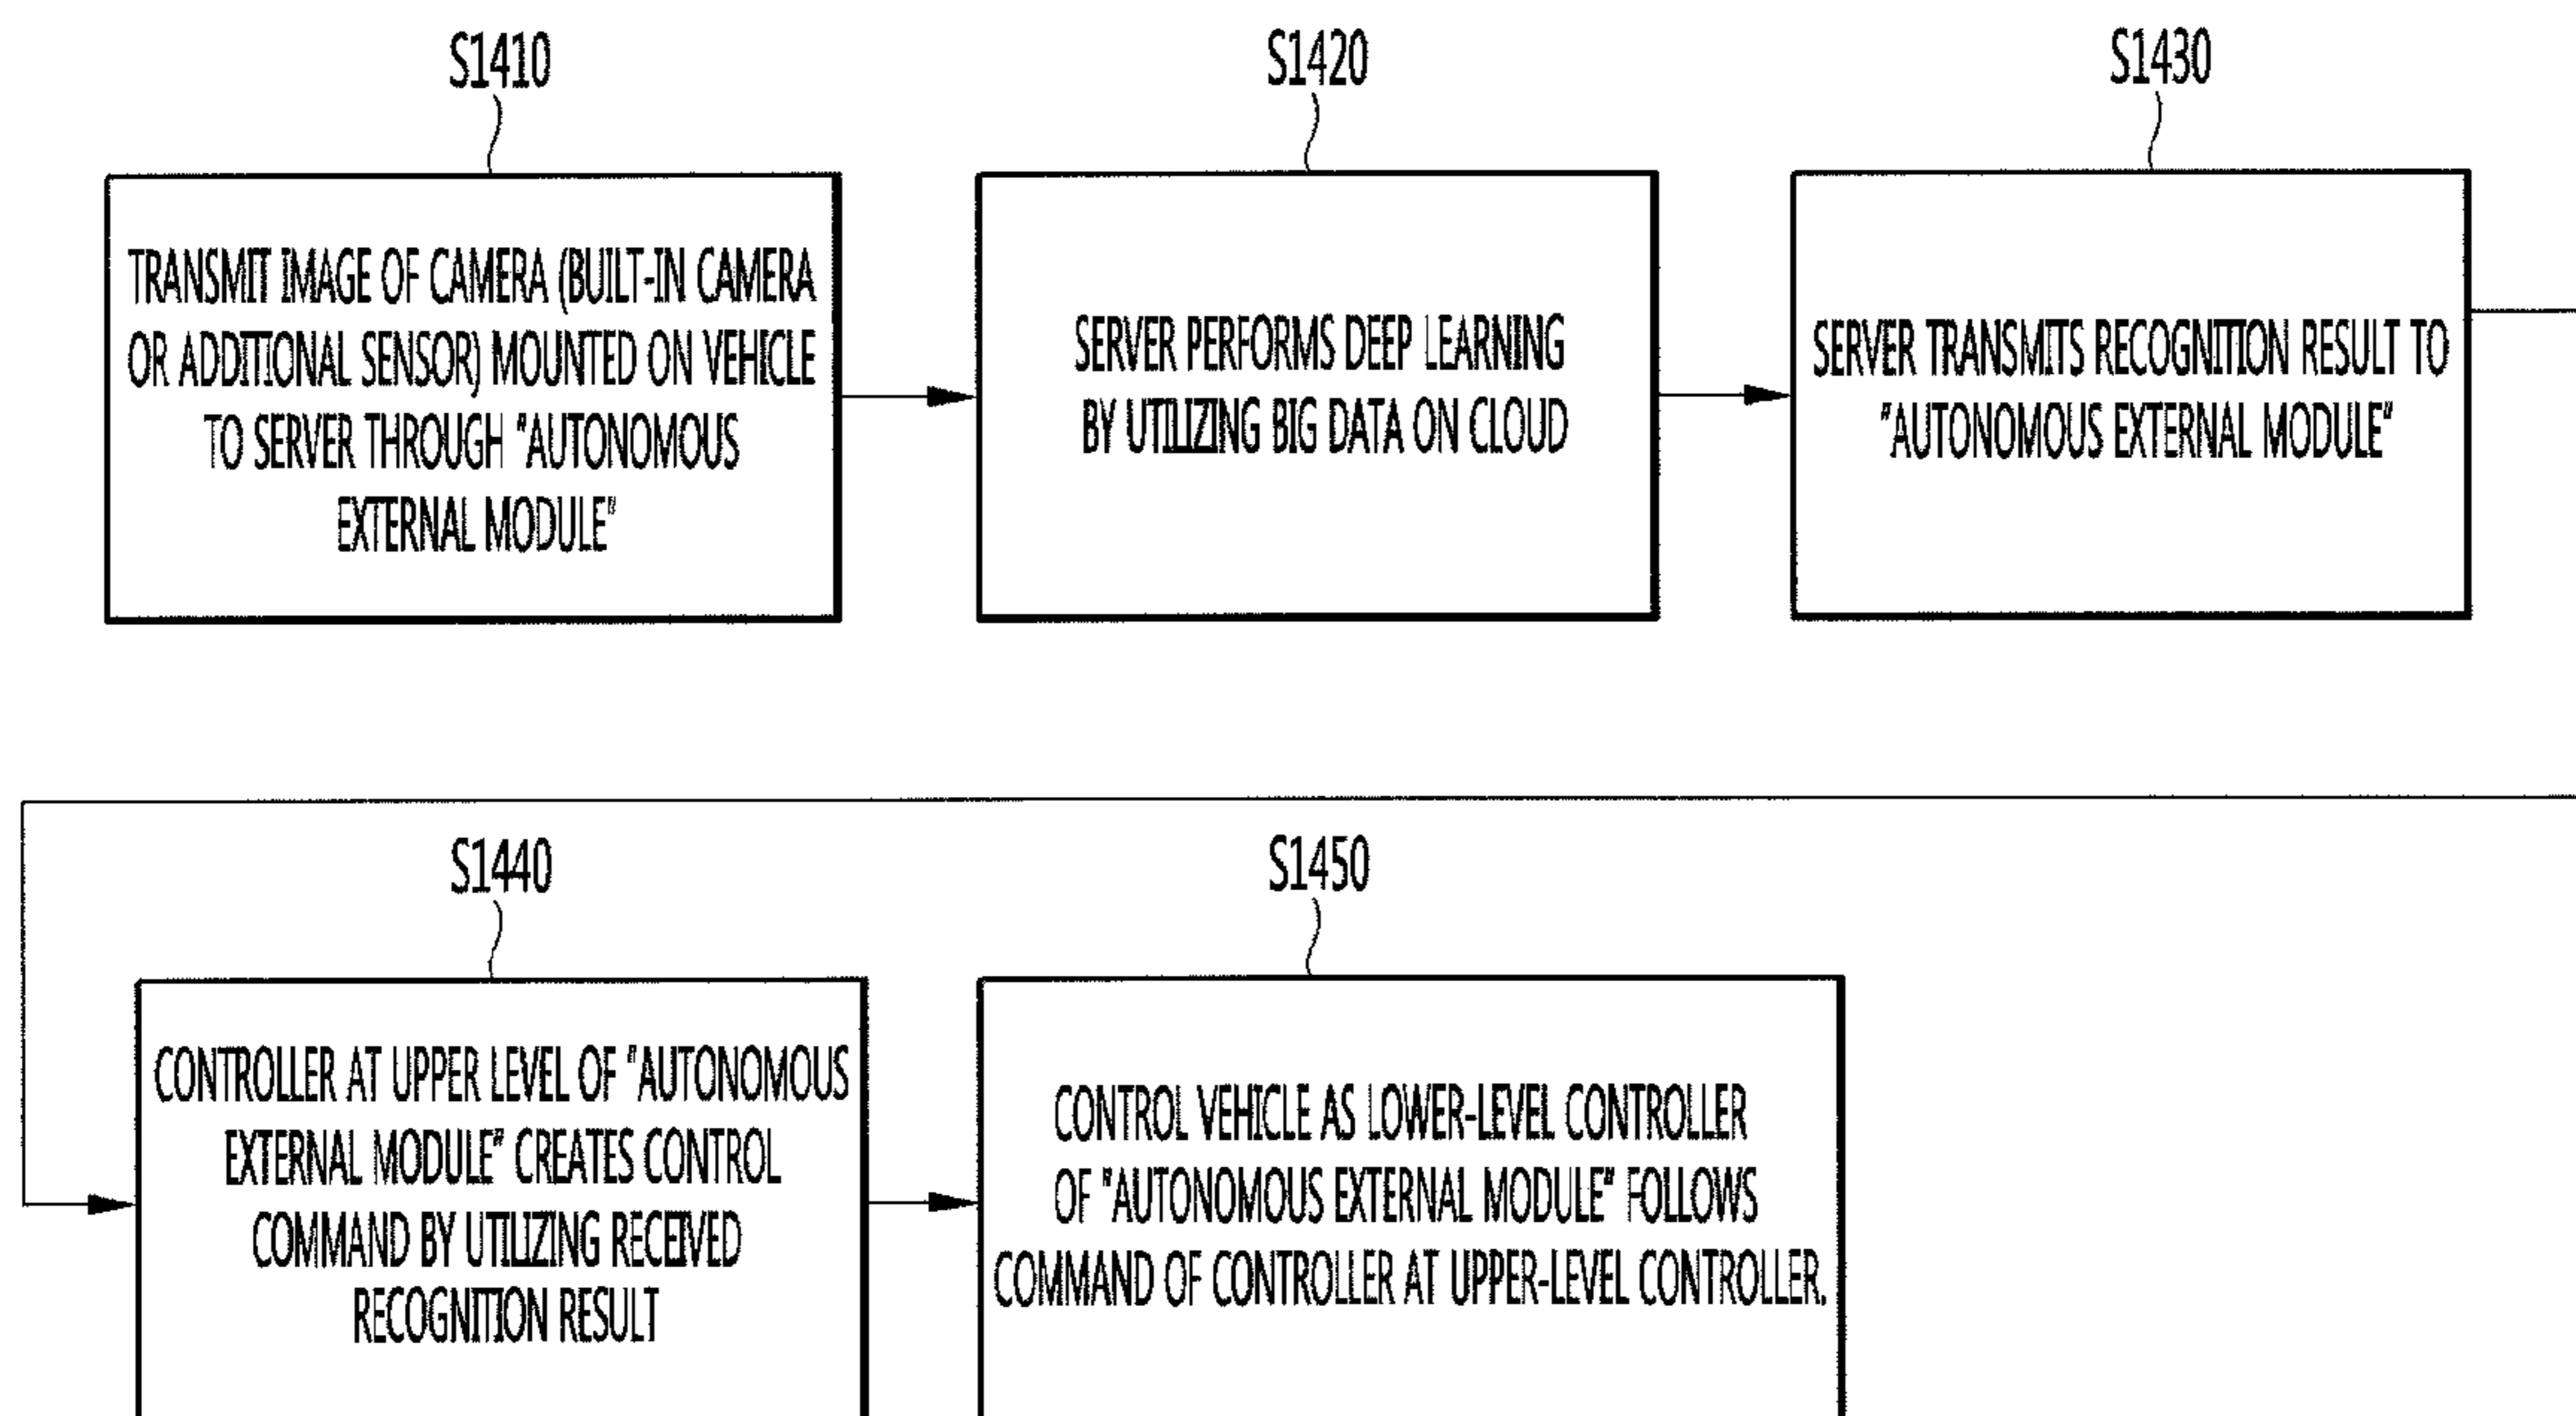 S1410
TRANSMIT IMAGE OF CAMERA (BUILT-IN CAMERA
OR ADDITIONAL SENSOR) MOUNTED ON VEHICLE
TO SERVER THROUGH "AUTONOMOUS
EXTERNAL MODULE"
S1420
SERVER PERFORMS DEEP LEARNING
BY UTILIZING BIG DATA ON CLOUD
S1430
SERVER TRANSMITS RECOGNITION RESULT TO
"AUTONOMOUS EXTERNAL MODULE"
S1440
CONTROLLER AT UPPER LEVEL OF "AUTONOMOUS
EXTERNAL MODULE" CREATES CONTROL
COMMAND BY UTILIZING RECEIVED
RECOGNITION RESULT
S1450
CONTROL VEHICLE AS LOWER-LEVEL CONTROLLER
OF "AUTONOMOUS EXTERNAL MODULE" FOLLOWS
COMMAND OF CONTROLLER AT UPPER-LEVEL CONTROLLER.